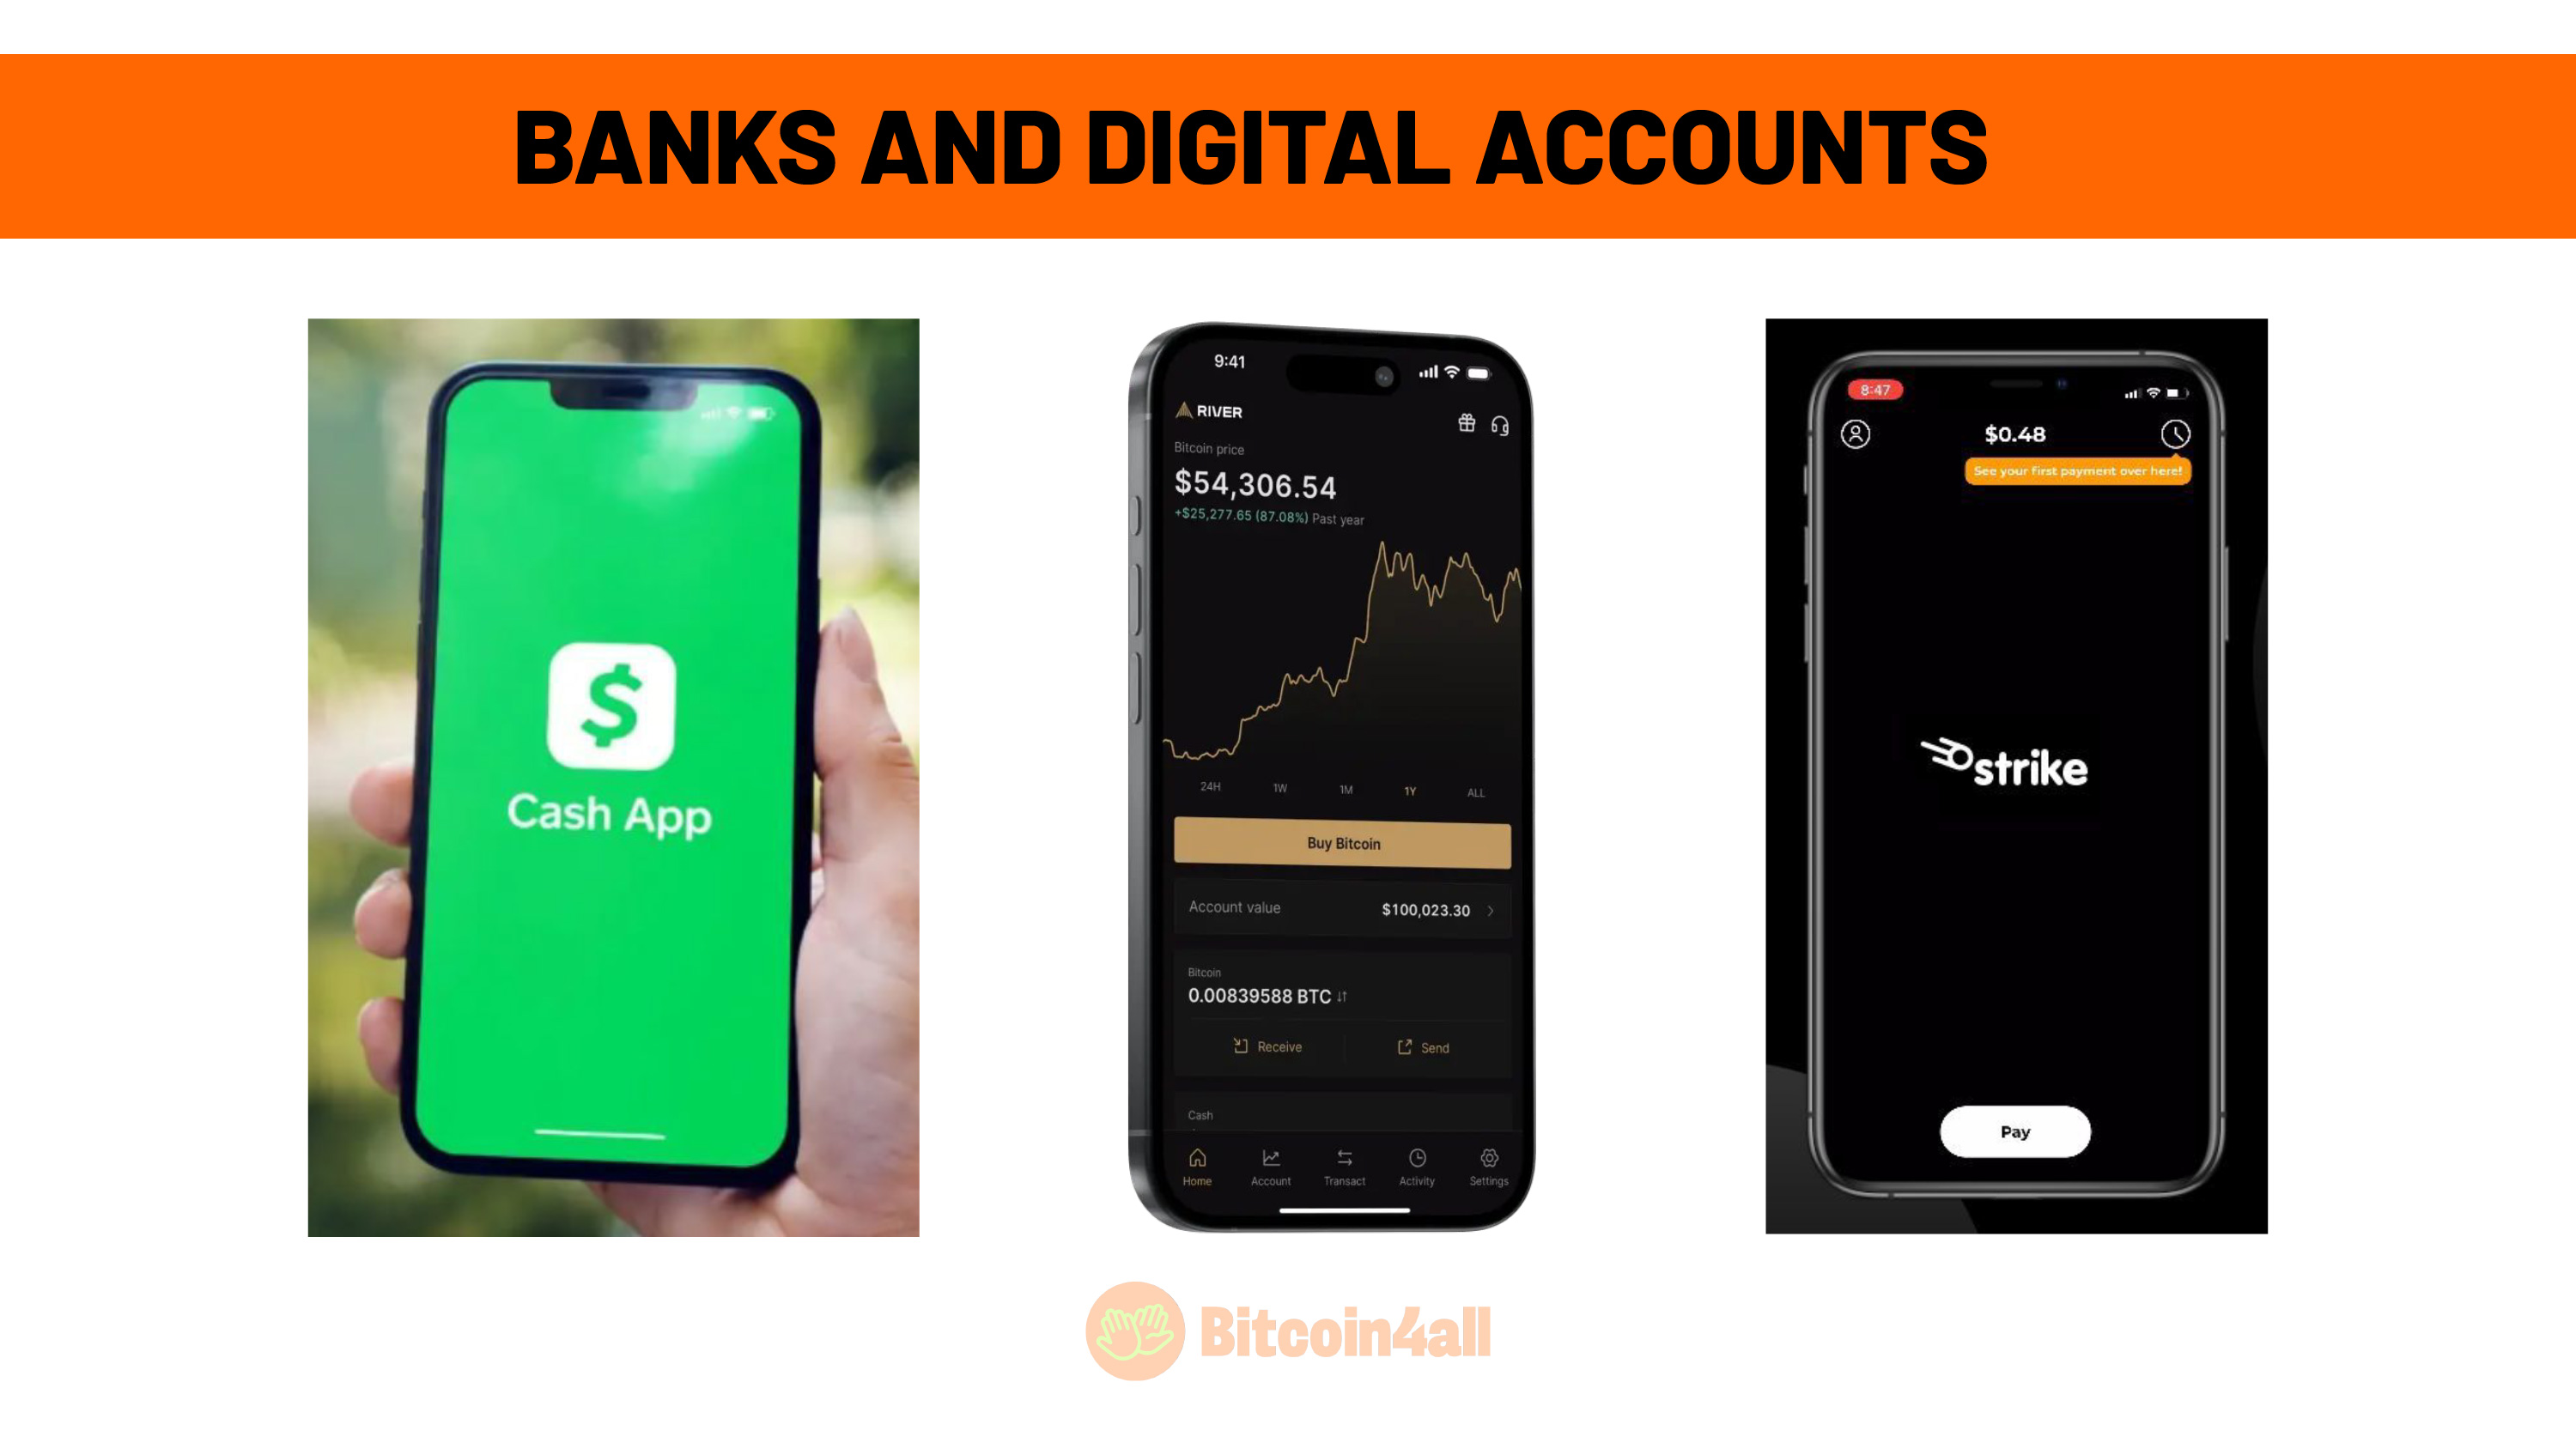 BANKS AND DIGITAL ACCOUNTS
$
Cash App
9:41
RIVER
Bitcoin price
$54,306.54
+$25,277.65 (87.08%) Past year
24H 1W 1M 1Y ALL
Buy Bitcoin
Account value $100,023.30
Bitcoin
0.00839588 BTC
Receive Send
Cash
Home Account Transact Activity Settings
8:47
$0.48
See your first payment over here!
strike
Pay
Bitcoin4all